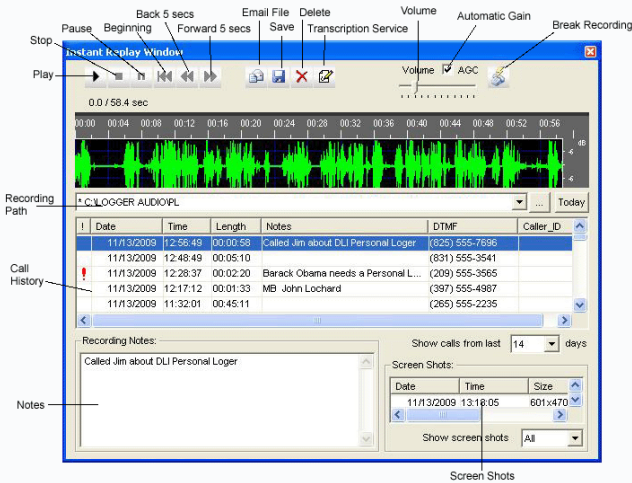 Back 5 secs
Email File
Delete
Volume
Automatic Gain
Pause
Beginning
Forward 5 secs
Save
Transcription Service
Break Recording
Stop
Instant Replay Window
Play
Volume
AGC
0.0 / 58.4 sec
00:00 00:04 00:08 00:12 00:16 00:20 00:24 00:28 00:32 00:36 00:40 00:44 00:48 00:52 00:56
dB
-6
-6
Recording Path
* C:\LOGGER AUDIO\PL
...
Today
! Date Time Length Notes DTMF Caller_ID
11/13/2009 12:56:49 00:00:58 Called Jim about DLI Personal Loger (825) 555-7696
11/13/2009 12:48:49 00:05:10 (831) 555-3541
! 11/13/2009 12:28:37 00:02:20 Barack Obama needs a Personal L... (209) 555-3565
11/13/2009 12:17:12 00:01:33 MB John Lochard (397) 555-4987
11/13/2009 11:32:01 00:45:11 (265) 555-2235
Call History
Recording Notes:
Called Jim about DLI Personal Loger
Notes
Show calls from last 14 days
Screen Shots:
Date Time Size
11/13/2009 13:18:05 601x470
Show screen shots All
Screen Shots